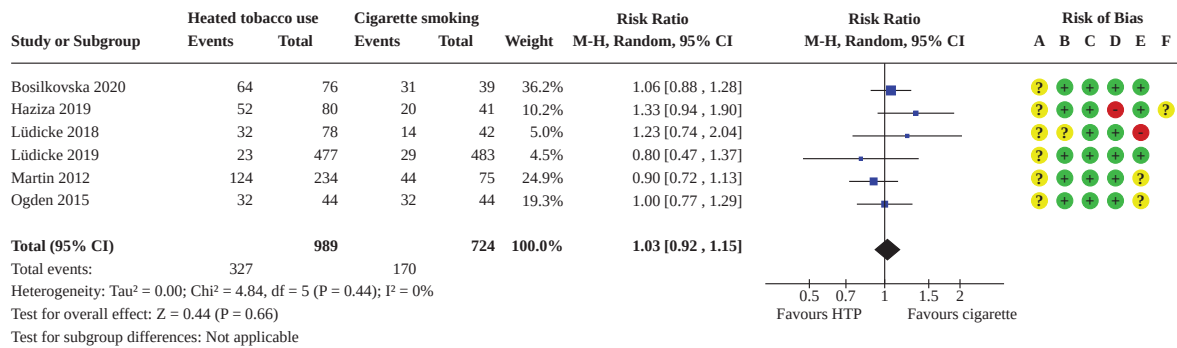 Heated tobacco use Cigarette smoking Risk Ratio Risk Ratio Risk of Bias
Study or Subgroup Events Total Events Total Weight M-H, Random, 95% CI M-H, Random, 95% CI A B C D E F
Bosilkovska 2020 64 76 31 39 36.2% 1.06 [0.88 , 1.28] ? + + + +
Haziza 2019 52 80 20 41 10.2% 1.33 [0.94 , 1.90] ? + + - + ?
Lüdicke 2018 32 78 14 42 5.0% 1.23 [0.74 , 2.04] ? ? + + -
Lüdicke 2019 23 477 29 483 4.5% 0.80 [0.47 , 1.37] ? + + + +
Martin 2012 124 234 44 75 24.9% 0.90 [0.72 , 1.13] ? + + + ?
Ogden 2015 32 44 32 44 19.3% 1.00 [0.77 , 1.29] ? + + + ?
Total (95% CI) 989 724 100.0% 1.03 [0.92 , 1.15]
Total events: 327 170
Heterogeneity: Tau² = 0.00; Chi² = 4.84, df = 5 (P = 0.44); I² = 0%
0.5 0.7 1 1.5 2
Test for overall effect: Z = 0.44 (P = 0.66) Favours HTP Favours cigarette
Test for subgroup differences: Not applicable